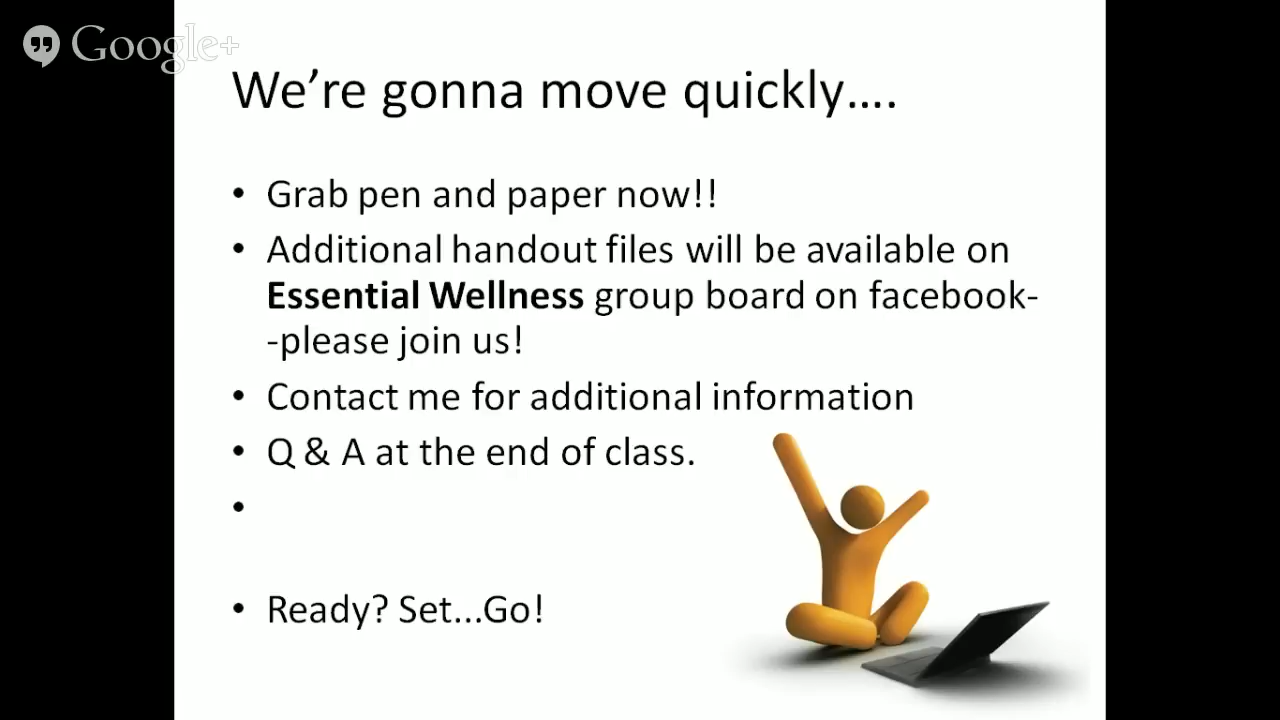 Google+
We’re gonna move quickly….
• Grab pen and paper now!!
• Additional handout files will be available on
Essential Wellness group board on facebook-
-please join us!
• Contact me for additional information
• Q & A at the end of class.
•
• Ready? Set...Go!